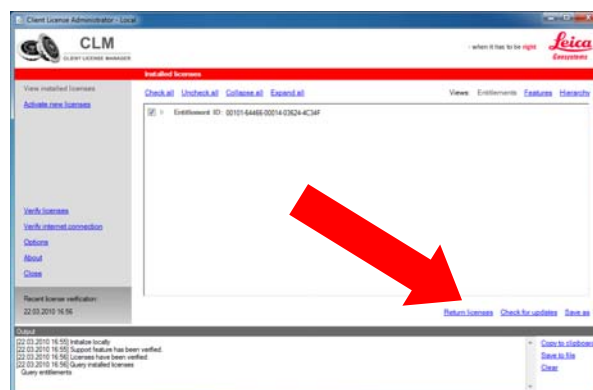 Client License Administrator - Local
CLM
CLIENT LICENSE MANAGER
- when it has to be right
Leica
Geosystems
Installed licenses
View installed licenses
Activate new licenses
Check all Uncheck all Collapse all Expand all
Views Entitlements Features Hierarchy
Entitlement ID: 00101-64466-00014-03624-4C34F
Verify licenses
Verify internet connection
Options
About
Close
Recent license verification:
22.03.2010 16:56
Return licenses Check for updates Save as
Output
[22.03.2010 16:55] Initialize locally
[22.03.2010 16:55] Support feature has been verified.
[22.03.2010 16:56] Licenses have been verified.
[22.03.2010 16:56] Query installed licenses
Query entitlements
Copy to clipboard
Save to file
Clear